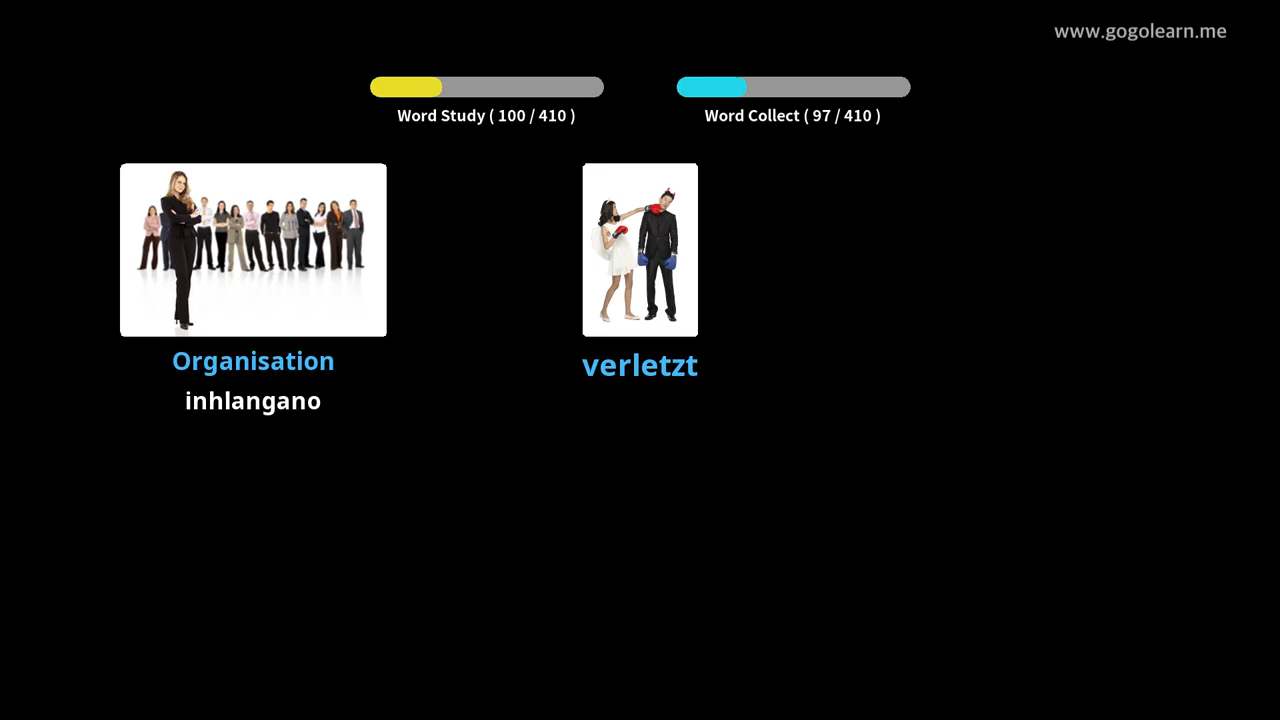 www.gogolearn.me
Word Study ( 100 / 410 )
Word Collect ( 97 / 410 )
Organisation
inhlangano
verletzt